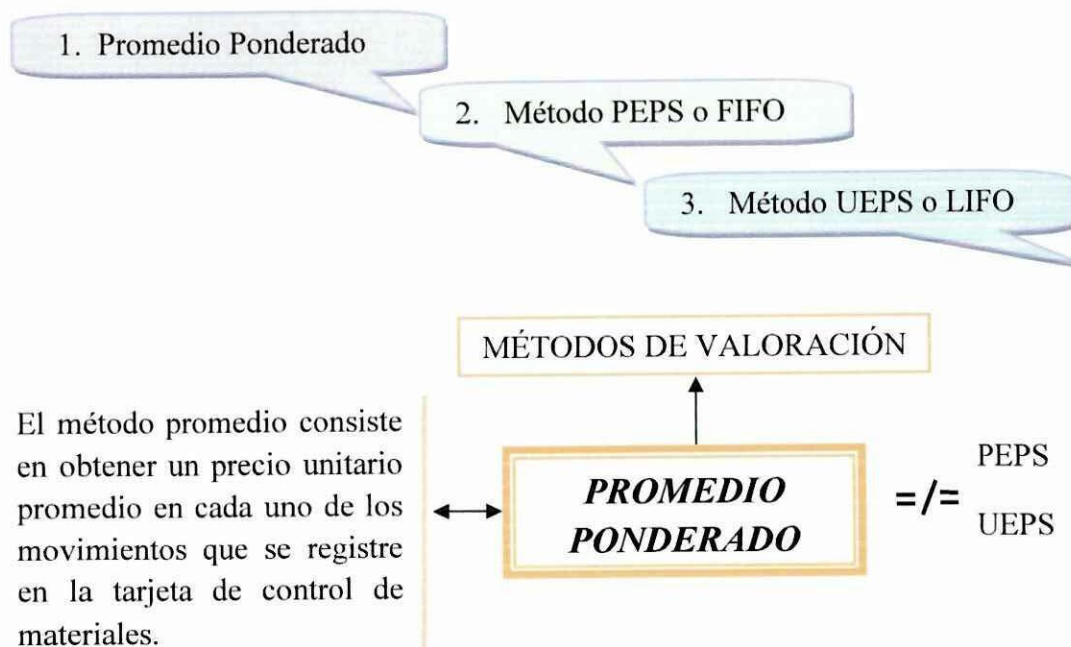 1. Promedio Ponderado
2. Método PEPS o FIFO
3. Método UEPS o LIFO
MÉTODOS DE VALORACIÓN
El método promedio consiste
en obtener un precio unitario
promedio en cada uno de los
movimientos que se registre
en la tarjeta de control de
materiales.
PROMEDIO
PONDERADO
=/=
PEPS
UEPS